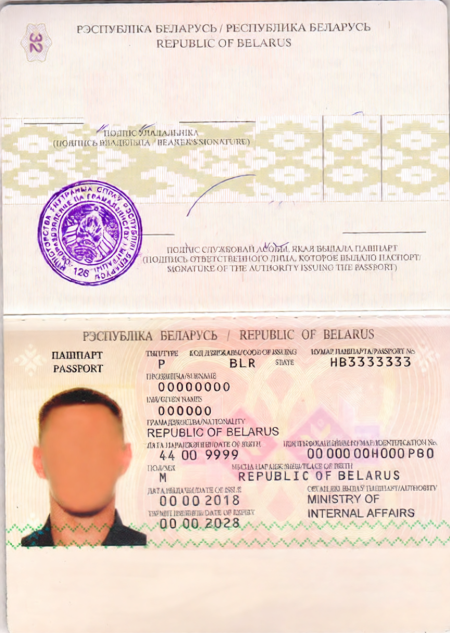 32
РЭСПУБЛІКА БЕЛАРУСЬ / РЕСПУБЛИКА БЕЛАРУСЬ
REPUBLIC OF BELARUS
ПОДПІС УЛАДАЛЬНІКА
(ПОДПИСЬ ВЛАДЕЛЬЦА / BEARER'S SIGNATURE)
ПОДПІС СЛУЖБОВАЙ АСОБЫ, ЯКАЯ ВЫДАЛА ПАШПАРТ
(ПОДПИСЬ ОТВЕТСТВЕННОГО ЛИЦА, КОТОРОЕ ВЫДАЛО ПАСПОРТ/
SIGNATURE OF THE AUTHORITY ISSUING THE PASSPORT)
126
РЭСПУБЛІКА БЕЛАРУСЬ / REPUBLIC OF BELARUS
ПАШПАРТ
PASSPORT
ТЫП/TYPE КОД ДЗЯРЖАВЫ/CODE OF ISSUING STATE НУМАР ПАШПАРТА/PASSPORT No
P BLR HB3333333
ПРОЗВІШЧА/SURNAME
00000000
ІМЯ/GIVEN NAMES
000000
ГРАМАДЗЯНСТВА/NATIONALITY
REPUBLIC OF BELARUS
ДАТА НАРАДЖЭННЯ/DATE OF BIRTH ІДЭНТЫФІКАЦЫЙНЫ НУМАР/IDENTIFICATION No
44 00 9999 00 000 00H000 PB0
ПОЛ/SEX МЕСЦА НАРАДЖЭННЯ/PLACE OF BIRTH
M REPUBLIC OF BELARUS
ДАТА ВЫДАЧЫ/DATE OF ISSUE ОРГАН, ЯКІ ВЫДАЎ ПАШПАРТ/AUTHORITY
00 00 2018 MINISTRY OF
ТЭРМІН ДЗЕЯННЯ/DATE OF EXPIRY INTERNAL AFFAIRS
00 00 2028